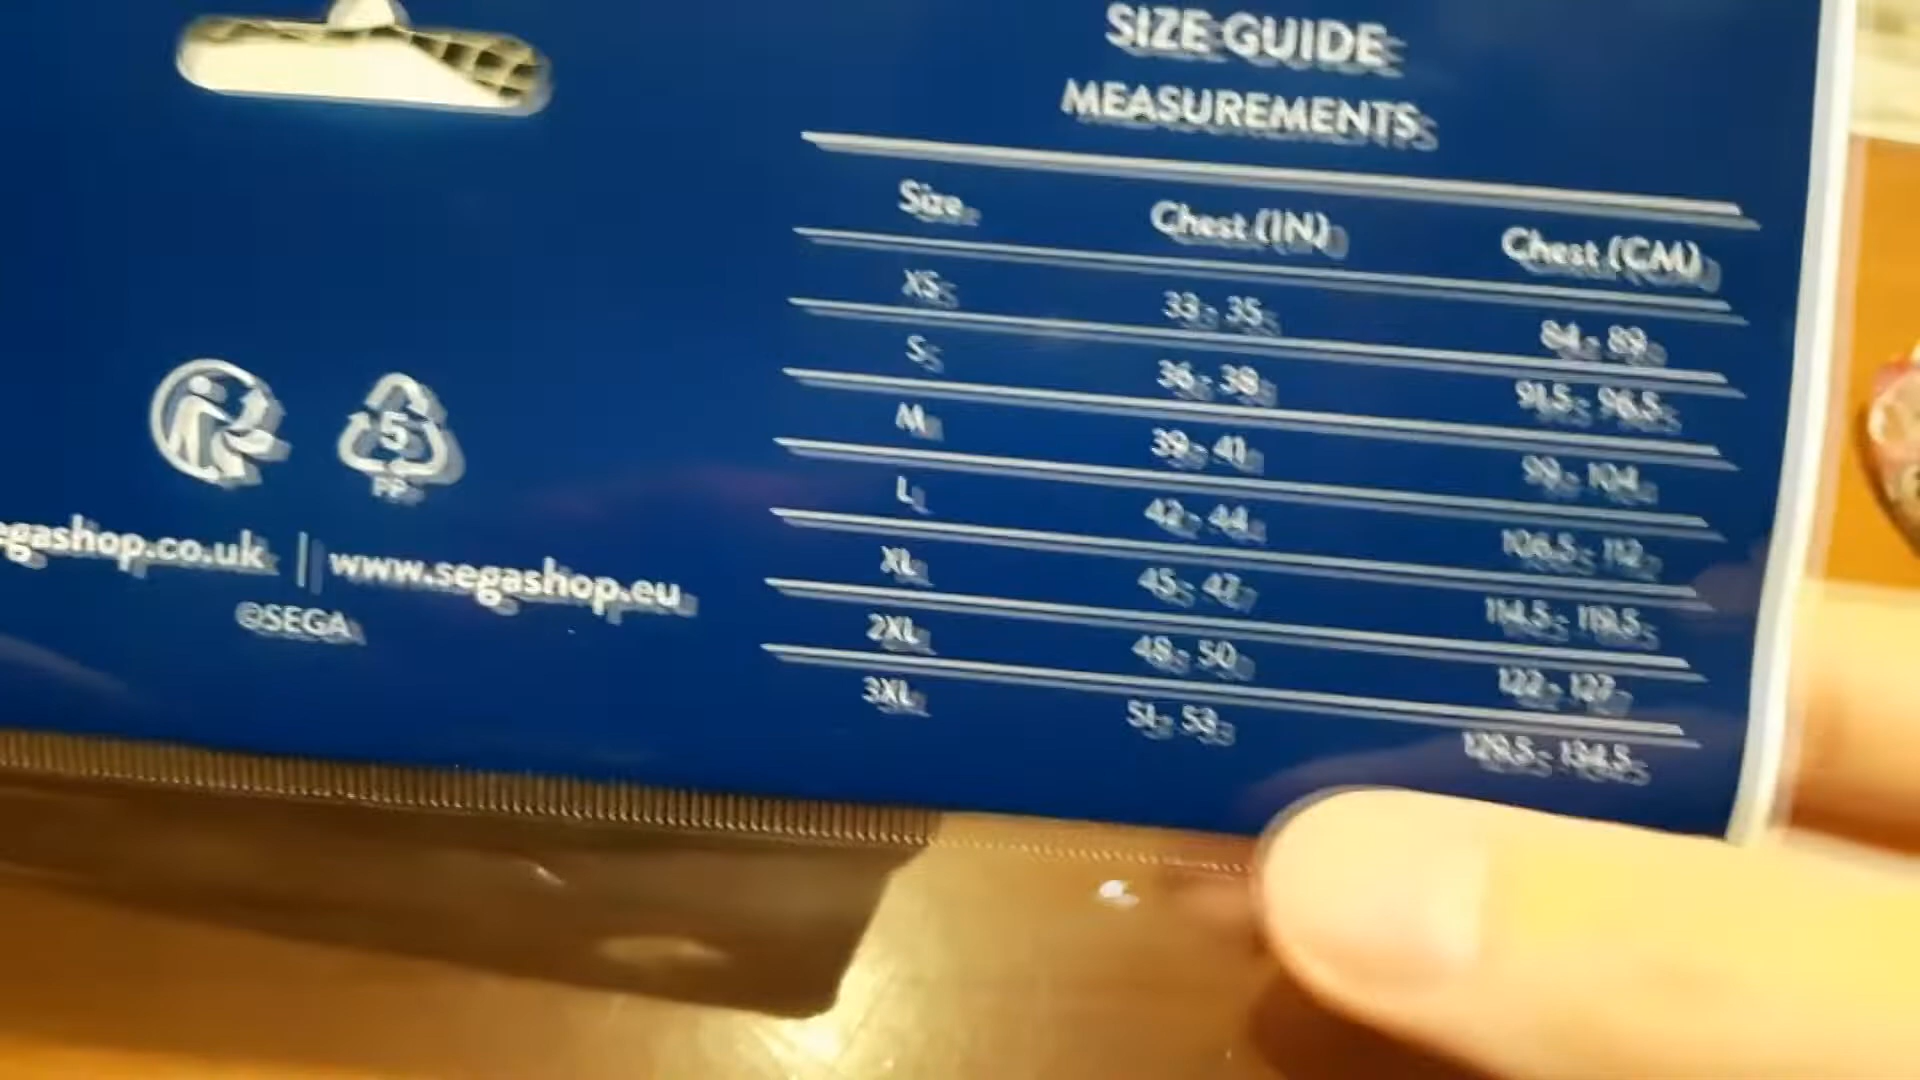 SIZE GUIDE
MEASUREMENTS
Size Chest (IN) Chest (CM)
XS 33 - 35 84 - 89
S 36 - 38 91.5 - 96.5
M 39 - 41 99 - 104
L 42 - 44 106.5 - 112
XL 45 - 47 114.5 - 119.5
2XL 48 - 50 122 - 127
3XL 51 - 53 129.5 - 134.5
5
PP
egashop.co.uk | www.segashop.eu
©SEGA